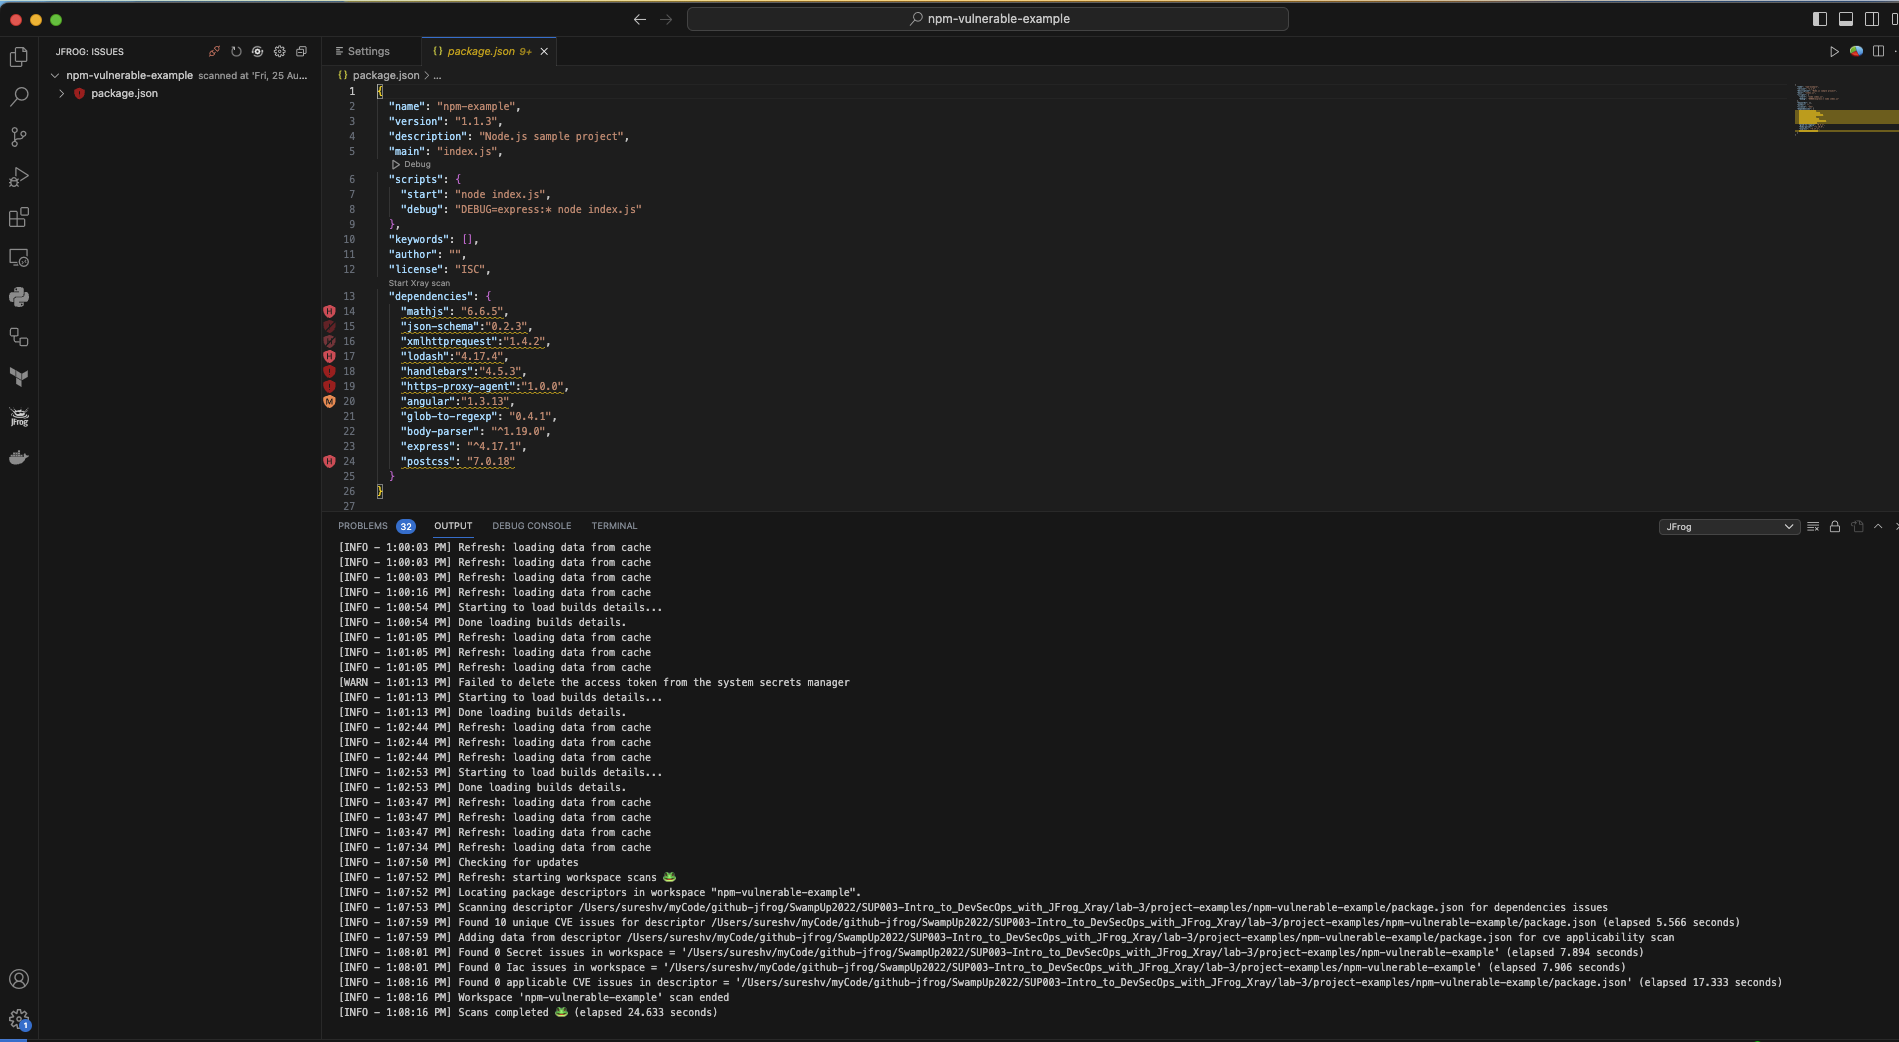 npm-vulnerable-example
JFROG: ISSUES
npm-vulnerable-example scanned at 'Fri, 25 Au...
package.json
Settings
{} package.json 9+
{} package.json > ...
1 {
2 "name": "npm-example",
3 "version": "1.1.3",
4 "description": "Node.js sample project",
5 "main": "index.js",
Debug
6 "scripts": {
7 "start": "node index.js",
8 "debug": "DEBUG=express:* node index.js"
9 },
10 "keywords": [],
11 "author": "",
12 "license": "ISC",
Start Xray scan
13 "dependencies": {
H 14 "mathjs": "6.6.5",
15 "json-schema":"0.2.3",
16 "xmlhttprequest":"1.4.2",
H 17 "lodash":"4.17.4",
! 18 "handlebars":"4.5.3",
! 19 "https-proxy-agent":"1.0.0",
M 20 "angular":"1.3.13",
21 "glob-to-regexp": "0.4.1",
22 "body-parser": "^1.19.0",
23 "express": "^4.17.1",
H 24 "postcss": "7.0.18"
25 }
26 }
27
JFrog
1
PROBLEMS 32 OUTPUT DEBUG CONSOLE TERMINAL
JFrog
[INFO - 1:00:03 PM] Refresh: loading data from cache
[INFO - 1:00:03 PM] Refresh: loading data from cache
[INFO - 1:00:03 PM] Refresh: loading data from cache
[INFO - 1:00:16 PM] Refresh: loading data from cache
[INFO - 1:00:54 PM] Starting to load builds details...
[INFO - 1:00:54 PM] Done loading builds details.
[INFO - 1:01:05 PM] Refresh: loading data from cache
[INFO - 1:01:05 PM] Refresh: loading data from cache
[INFO - 1:01:05 PM] Refresh: loading data from cache
[WARN - 1:01:13 PM] Failed to delete the access token from the system secrets manager
[INFO - 1:01:13 PM] Starting to load builds details...
[INFO - 1:01:13 PM] Done loading builds details.
[INFO - 1:02:44 PM] Refresh: loading data from cache
[INFO - 1:02:44 PM] Refresh: loading data from cache
[INFO - 1:02:44 PM] Refresh: loading data from cache
[INFO - 1:02:53 PM] Starting to load builds details...
[INFO - 1:02:53 PM] Done loading builds details.
[INFO - 1:03:47 PM] Refresh: loading data from cache
[INFO - 1:03:47 PM] Refresh: loading data from cache
[INFO - 1:03:47 PM] Refresh: loading data from cache
[INFO - 1:07:34 PM] Refresh: loading data from cache
[INFO - 1:07:50 PM] Checking for updates
[INFO - 1:07:52 PM] Refresh: starting workspace scans 🐸
[INFO - 1:07:52 PM] Locating package descriptors in workspace "npm-vulnerable-example".
[INFO - 1:07:53 PM] Scanning descriptor /Users/sureshv/myCode/github-jfrog/SwampUp2022/SUP003-Intro_to_DevSecOps_with_JFrog_Xray/lab-3/project-examples/npm-vulnerable-example/package.json for dependencies issues
[INFO - 1:07:59 PM] Found 10 unique CVE issues for descriptor /Users/sureshv/myCode/github-jfrog/SwampUp2022/SUP003-Intro_to_DevSecOps_with_JFrog_Xray/lab-3/project-examples/npm-vulnerable-example/package.json (elapsed 5.566 seconds)
[INFO - 1:07:59 PM] Adding data from descriptor /Users/sureshv/myCode/github-jfrog/SwampUp2022/SUP003-Intro_to_DevSecOps_with_JFrog_Xray/lab-3/project-examples/npm-vulnerable-example/package.json for cve applicability scan
[INFO - 1:08:01 PM] Found 0 Secret issues in workspace = '/Users/sureshv/myCode/github-jfrog/SwampUp2022/SUP003-Intro_to_DevSecOps_with_JFrog_Xray/lab-3/project-examples/npm-vulnerable-example' (elapsed 7.894 seconds)
[INFO - 1:08:01 PM] Found 0 Iac issues in workspace = '/Users/sureshv/myCode/github-jfrog/SwampUp2022/SUP003-Intro_to_DevSecOps_with_JFrog_Xray/lab-3/project-examples/npm-vulnerable-example' (elapsed 7.906 seconds)
[INFO - 1:08:16 PM] Found 0 applicable CVE issues in descriptor = '/Users/sureshv/myCode/github-jfrog/SwampUp2022/SUP003-Intro_to_DevSecOps_with_JFrog_Xray/lab-3/project-examples/npm-vulnerable-example/package.json' (elapsed 17.333 seconds)
[INFO - 1:08:16 PM] Workspace 'npm-vulnerable-example' scan ended
[INFO - 1:08:16 PM] Scans completed 🐸 (elapsed 24.633 seconds)